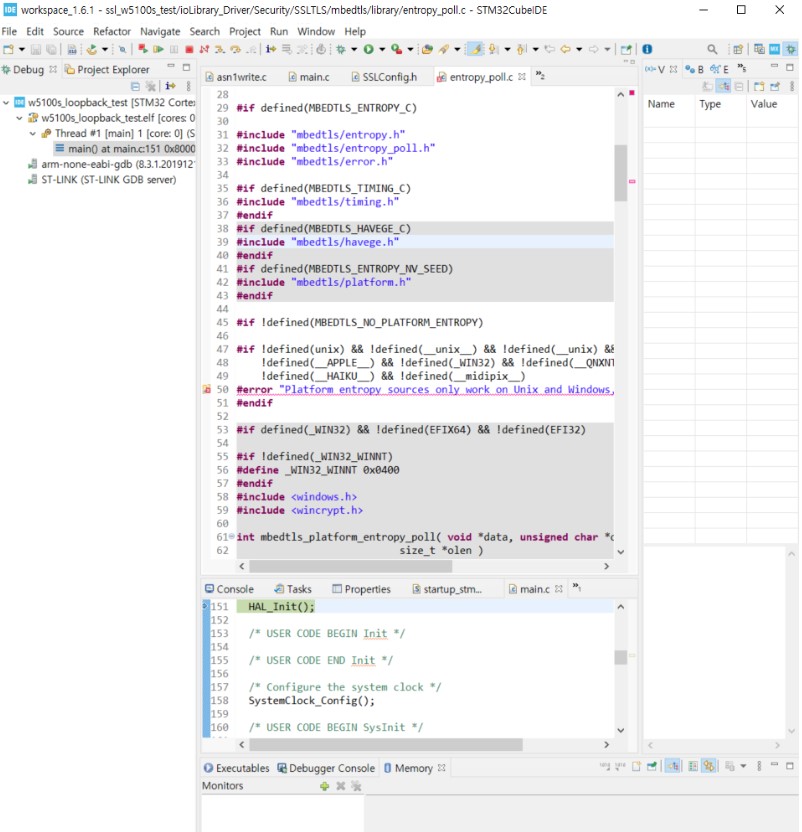 workspace_1.6.1 - ssl_w5100s_test/ioLibrary_Driver/Security/SSLTLS/mbedtls/library/entropy_poll.c - STM32CubeIDE
File Edit Source Refactor Navigate Search Project Run Window Help
Debug Project Explorer
w5100s_loopback_test [STM32 Corte
w5100s_loopback_test.elf [cores: 0
Thread #1 [main] 1 [core: 0] (S
main() at main.c:151 0x8000
arm-none-eabi-gdb (8.3.1.201912
ST-LINK (ST-LINK GDB server)
asn1write.c main.c SSLConfig.h entropy_poll.c »2
28
29 #if defined(MBEDTLS_ENTROPY_C)
30
31 #include "mbedtls/entropy.h"
32 #include "mbedtls/entropy_poll.h"
33 #include "mbedtls/error.h"
34
35 #if defined(MBEDTLS_TIMING_C)
36 #include "mbedtls/timing.h"
37 #endif
38 #if defined(MBEDTLS_HAVEGE_C)
39 #include "mbedtls/havege.h"
40 #endif
41 #if defined(MBEDTLS_ENTROPY_NV_SEED)
42 #include "mbedtls/platform.h"
43 #endif
44
45 #if !defined(MBEDTLS_NO_PLATFORM_ENTROPY)
46
47 #if !defined(unix) && !defined(__unix__) && !defined(__unix) &&
48 !defined(__APPLE__) && !defined(_WIN32) && !defined(__QNXNT
49 !defined(__HAIKU__) && !defined(__midipix__)
50 #error "Platform entropy sources only work on Unix and Windows,
51 #endif
52
53 #if defined(_WIN32) && !defined(EFIX64) && !defined(EFI32)
54
55 #if !defined(_WIN32_WINNT)
56 #define _WIN32_WINNT 0x0400
57 #endif
58 #include <windows.h>
59 #include <wincrypt.h>
60
61 int mbedtls_platform_entropy_poll( void *data, unsigned char *o
62 size_t *olen )
(x)= V B E »5
Name Type Value
Console Tasks Properties startup_stm... main.c »1
151 HAL_Init();
152
153 /* USER CODE BEGIN Init */
154
155 /* USER CODE END Init */
156
157 /* Configure the system clock */
158 SystemClock_Config();
159
160 /* USER CODE BEGIN SysInit */
Executables Debugger Console Memory
Monitors